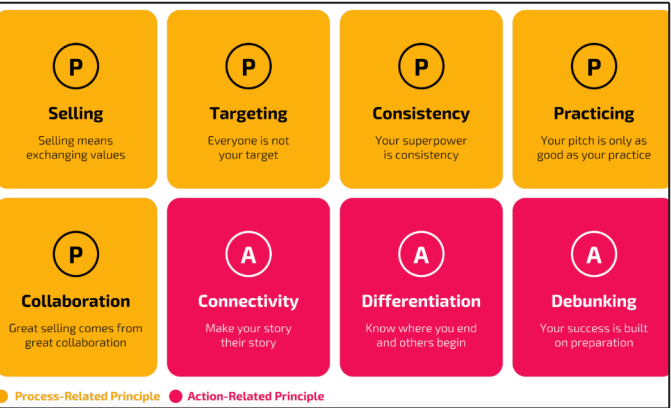 P
Selling
Selling means
exchanging values
P
Targeting
Everyone is not
your target
P
Consistency
Your superpower
is consistency
P
Practicing
Your pitch is only as
good as your practice
P
Collaboration
Great selling comes from
great collaboration
A
Connectivity
Make your story
their story
A
Differentiation
Know where you end
and others begin
A
Debunking
Your success is built
on preparation
Process-Related Principle
Action-Related Principle